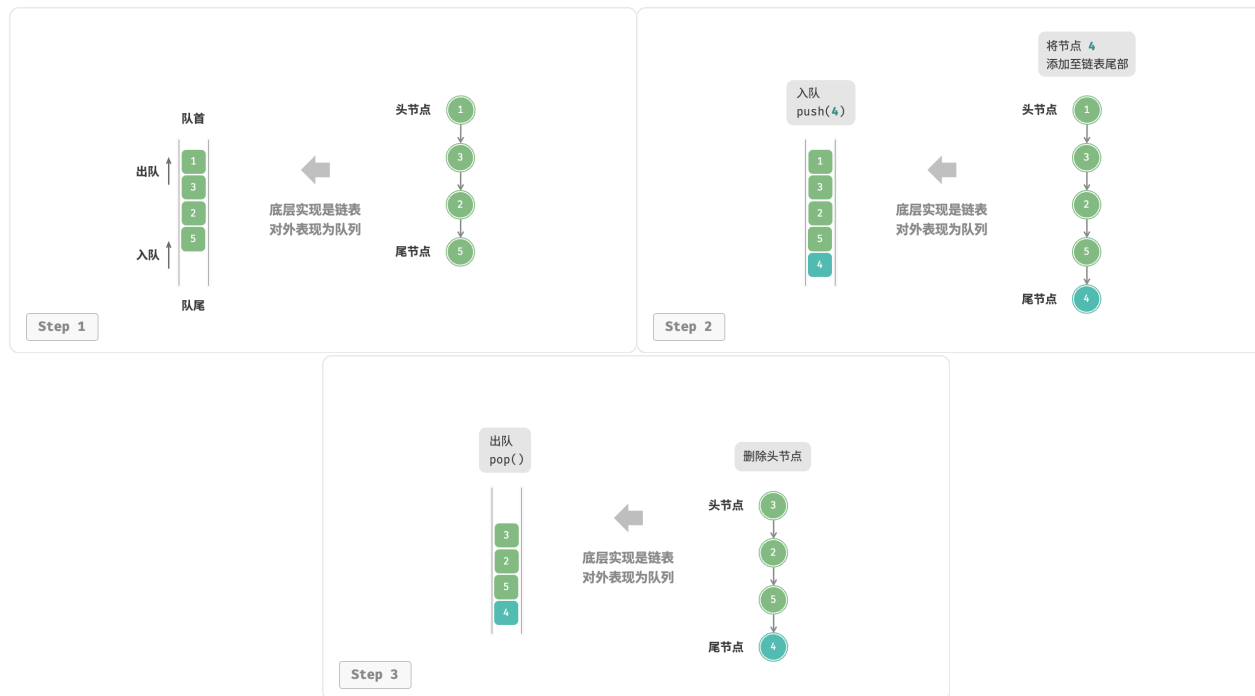 队首
出队
1
3
2
5
入队
队尾
底层实现是链表
对外表现为队列
头节点
1
3
2
尾节点
5
Step 1
入队
push(4)
1
3
2
5
4
底层实现是链表
对外表现为队列
将节点 4
添加至链表尾部
头节点
1
3
2
5
尾节点
4
Step 2
出队
pop()
3
2
5
4
底层实现是链表
对外表现为队列
删除头节点
头节点
3
2
5
尾节点
4
Step 3